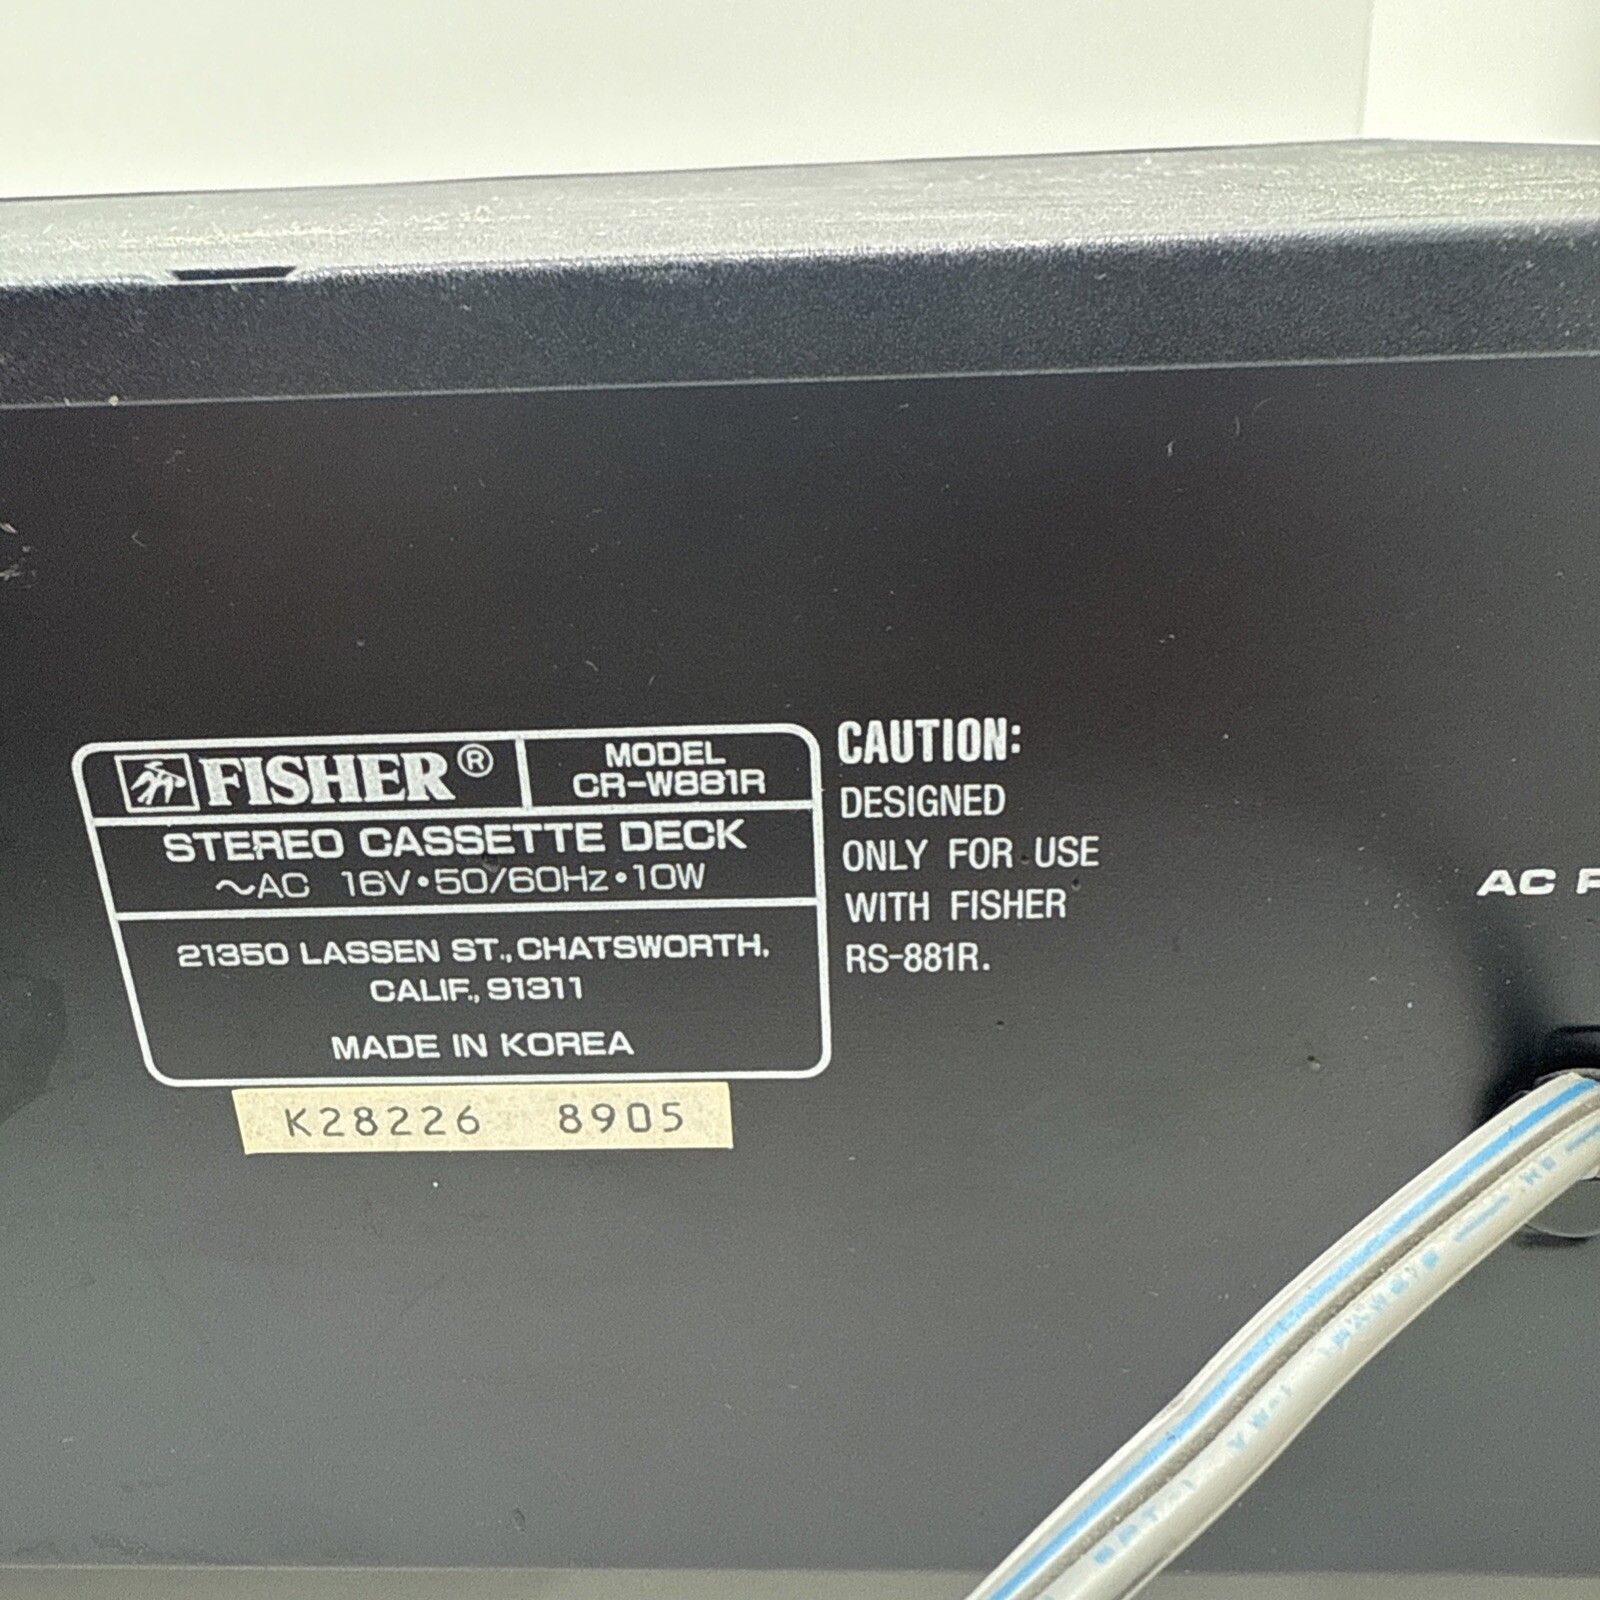 FISHER®
MODEL
CR-W881R
STEREO CASSETTE DECK
~AC 16V•50/60Hz•10W
21350 LASSEN ST., CHATSWORTH,
CALIF., 91311
MADE IN KOREA
K28226 8905
CAUTION:
DESIGNED
ONLY FOR USE
WITH FISHER
RS-881R.
AC